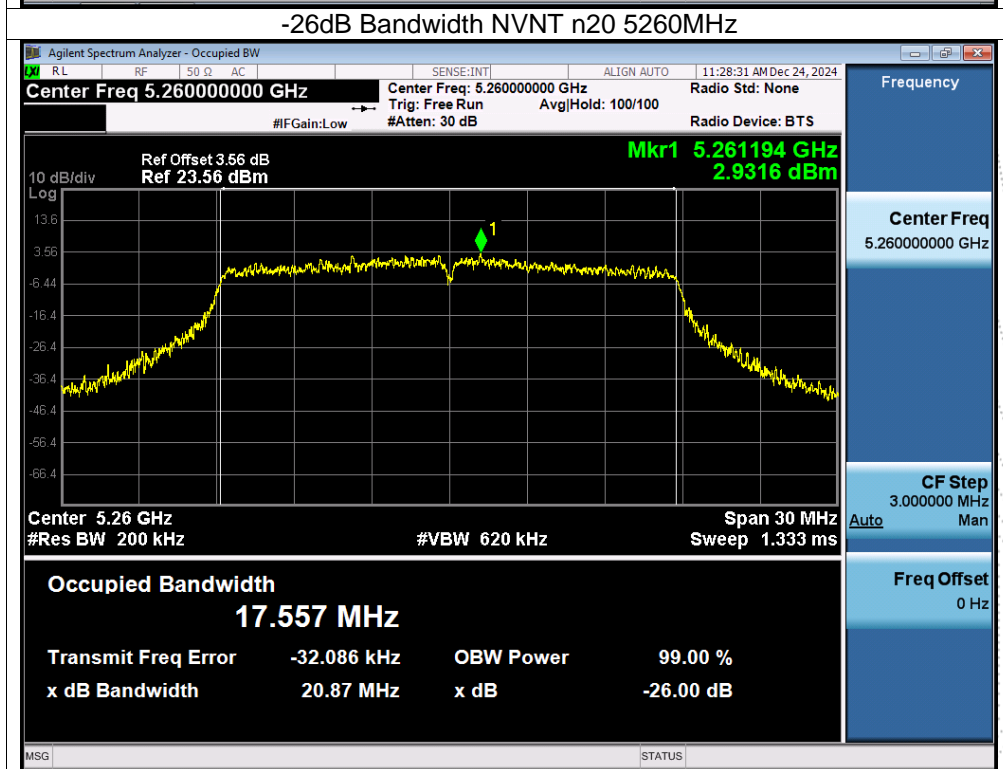 -26dB Bandwidth NVNT n20 5260MHz
Agilent Spectrum Analyzer - Occupied BW
LXI RL RF 50 Ω AC SENSE:INT ALIGN AUTO 11:28:31 AM Dec 24, 2024
Center Freq 5.260000000 GHz Center Freq: 5.260000000 GHz Radio Std: None
Trig: Free Run Avg|Hold: 100/100
#IFGain:Low #Atten: 30 dB Radio Device: BTS
Frequency
Mkr1 5.261194 GHz
2.9316 dBm
Ref Offset 3.56 dB
10 dB/div Ref 23.56 dBm
Log
13.6
3.56
-6.44
-16.4
-26.4
-36.4
-46.4
-56.4
-66.4
1
Center 5.26 GHz Span 30 MHz
#Res BW 200 kHz #VBW 620 kHz Sweep 1.333 ms
Center Freq
5.260000000 GHz
CF Step
3.000000 MHz
Auto Man
Freq Offset
0 Hz
Occupied Bandwidth
17.557 MHz
Transmit Freq Error -32.086 kHz OBW Power 99.00 %
x dB Bandwidth 20.87 MHz x dB -26.00 dB
MSG STATUS